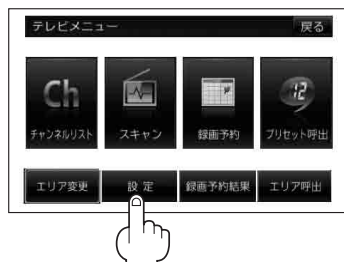 テレビメニュー
戻る
Ch
チャンネルリスト
スキャン
録画予約
12
プリセット呼出
エリア変更
設 定
録画予約結果
エリア呼出